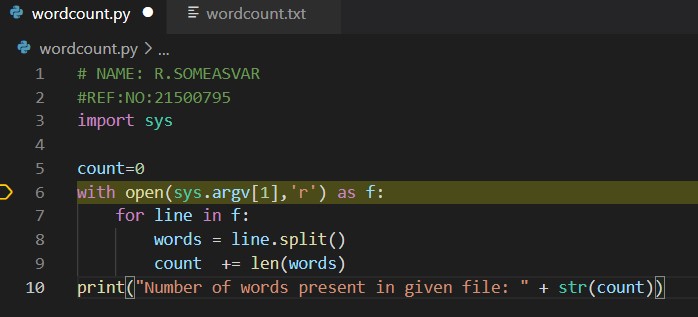 wordcount.py ● wordcount.txt
wordcount.py > ...
1 # NAME: R.SOMEASVAR
2 #REF:NO:21500795
3 import sys
4
5 count=0
6 with open(sys.argv[1],'r') as f:
7     for line in f:
8         words = line.split()
9         count  += len(words)
10 print("Number of words present in given file: " + str(count))